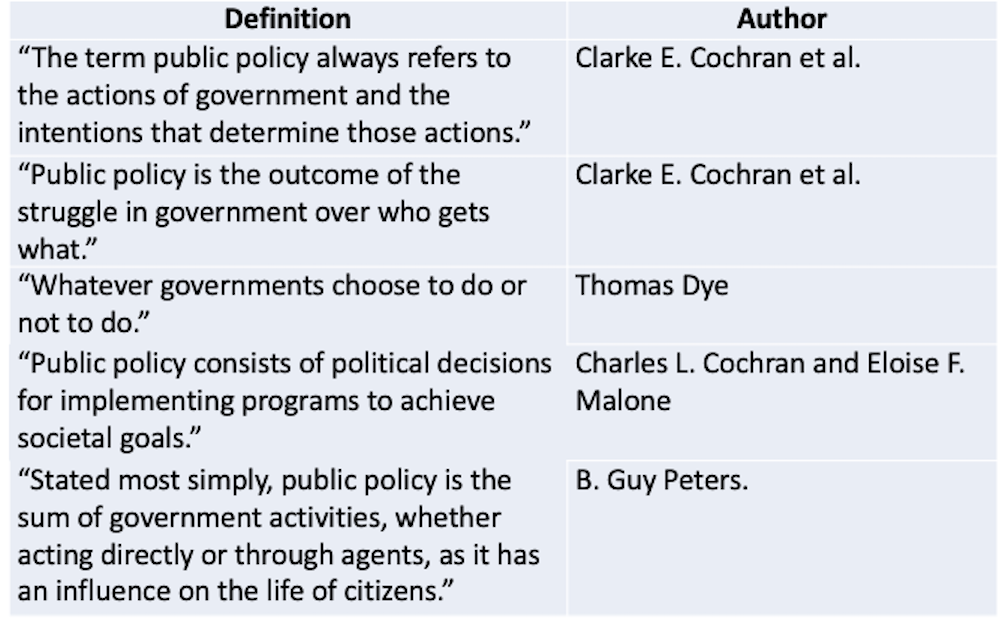 Definition Author
“The term public policy always refers to
the actions of government and the
intentions that determine those actions.”
Clarke E. Cochran et al.
“Public policy is the outcome of the
struggle in government over who gets
what.”
Clarke E. Cochran et al.
“Whatever governments choose to do or
not to do.”
Thomas Dye
“Public policy consists of political decisions
for implementing programs to achieve
societal goals.”
Charles L. Cochran and Eloise F.
Malone
“Stated most simply, public policy is the
sum of government activities, whether
acting directly or through agents, as it has
an influence on the life of citizens.”
B. Guy Peters.